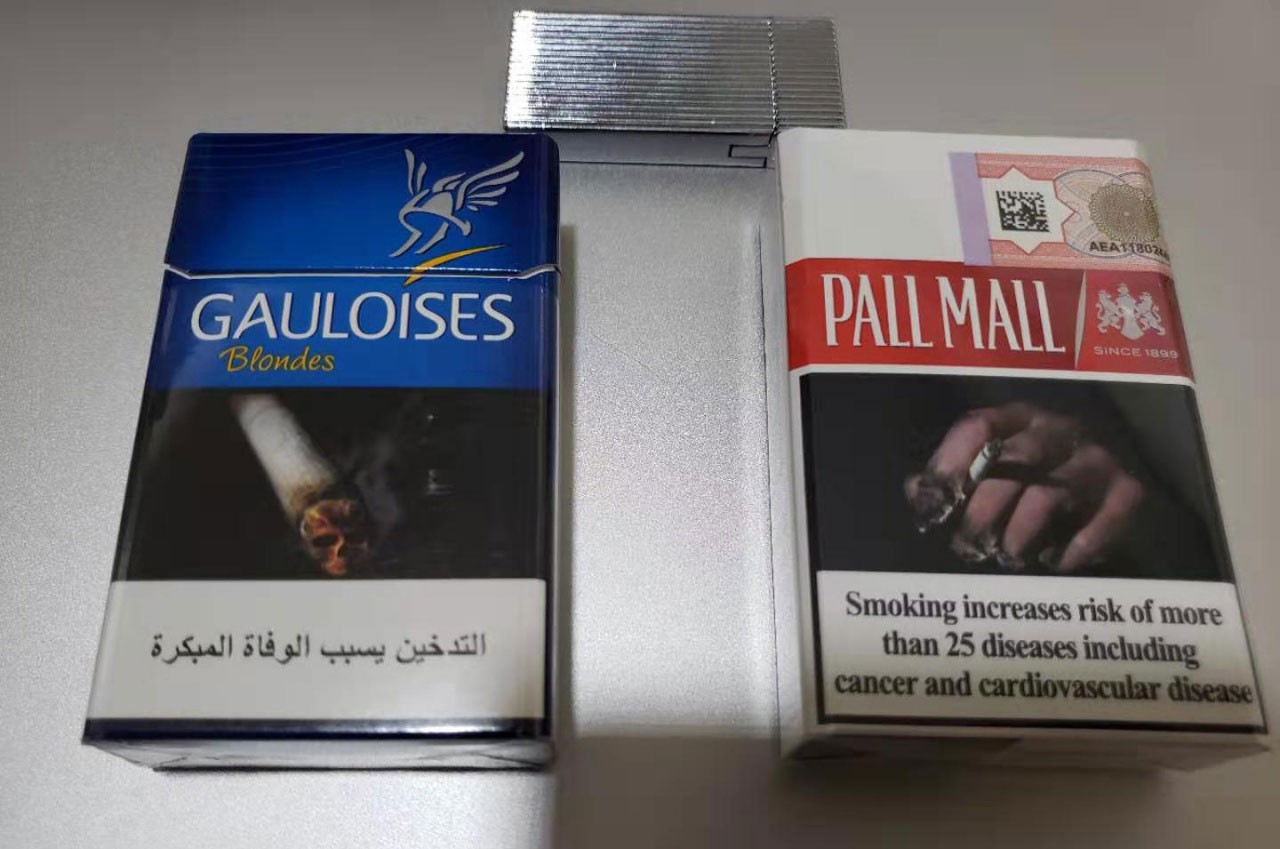 GAULOISES
Blondes
التدخين يسبب الوفاة المبكرة
PALL MALL
SINCE 1899
Smoking increases risk of more
than 25 diseases including
cancer and cardiovascular disease